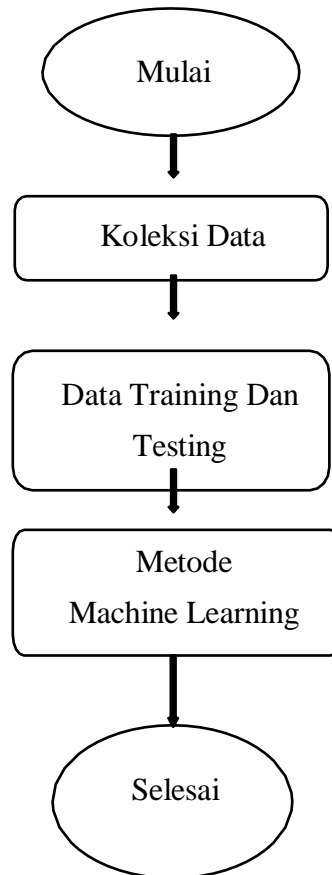 Mulai
Koleksi Data
Data Training Dan
Testing
Metode
Machine Learning
Selesai